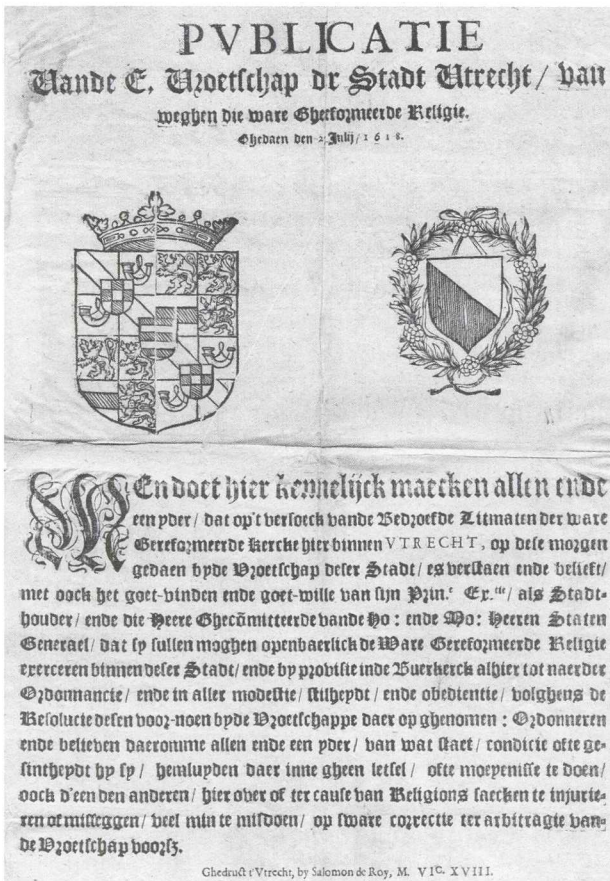 PVBLICATIE
Vande E. Vroetschap dr Stadt Utrecht / van
weghen die ware Ghereformeerde Religie.
Ghedaen den 2. Julij / 1618.
MEn doet hier kennelijck maecken allen ende
een yder / dat op't versoeck vande Bedroefde Litmaten der ware
Gereformeerde Kercke hier binnen VTRECHT, op dese morgen
gedaen byde Vroetschap deser Stadt / es verstaen ende belieft /
met oock het goet-vinden ende goet-wille van sijn Prin.ᶜ Ex.ᵗⁱᵉ / als Stadt-
houder / ende die Heere Ghecõmitteerde vande Ho: ende Mo: Heeren Staten
Generael / dat sy sullen moghen openbaerlick de Ware Gereformeerde Religie
exerceren binnen deser Stadt / ende by provisie inde Buerkerck alhier tot naerder
Ordonnancie / ende in aller modestie / stilheydt / ende obedientie / volghens de
Resolucie desen voor-noen byde Vroetschappe daer op ghenomen : Ordonneren
ende believen daeromme allen ende een yder / van wat staet / condicie ofte ge-
sintheydt hy sy / hemluyden daer inne gheen letsel / ofte moeyenisse te doen /
oock d'een den anderen / hier over of ter cause van Religions saecken te injurie-
ren of misseggen / veel min te misdoen / op sware correctie ter arbitragie van-
de Vroetschap voorsz.
Ghedruckt t'Vtrecht, by Salomon de Roy, M. VIC. XVIII.